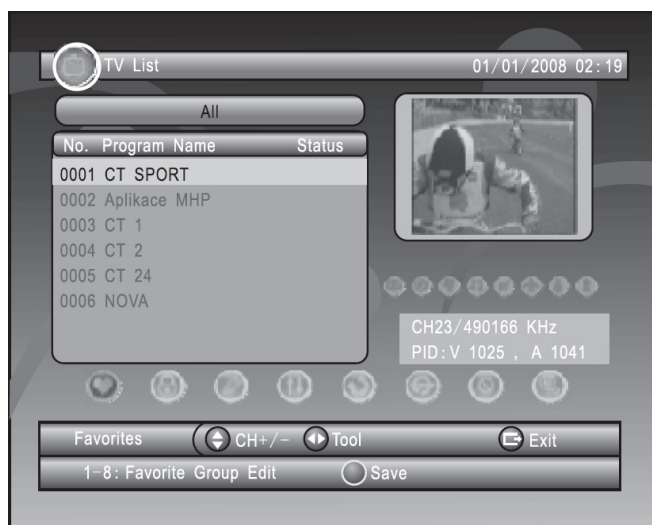 TV List 01/01/2008 02:19
All
No. Program Name Status
0001 CT SPORT
0002 Aplikace MHP
0003 CT 1
0004 CT 2
0005 CT 24
0006 NOVA
CH23/490166 KHz
PID:V 1025 , A 1041
Favorites CH+/- Tool Exit
1-8: Favorite Group Edit Save